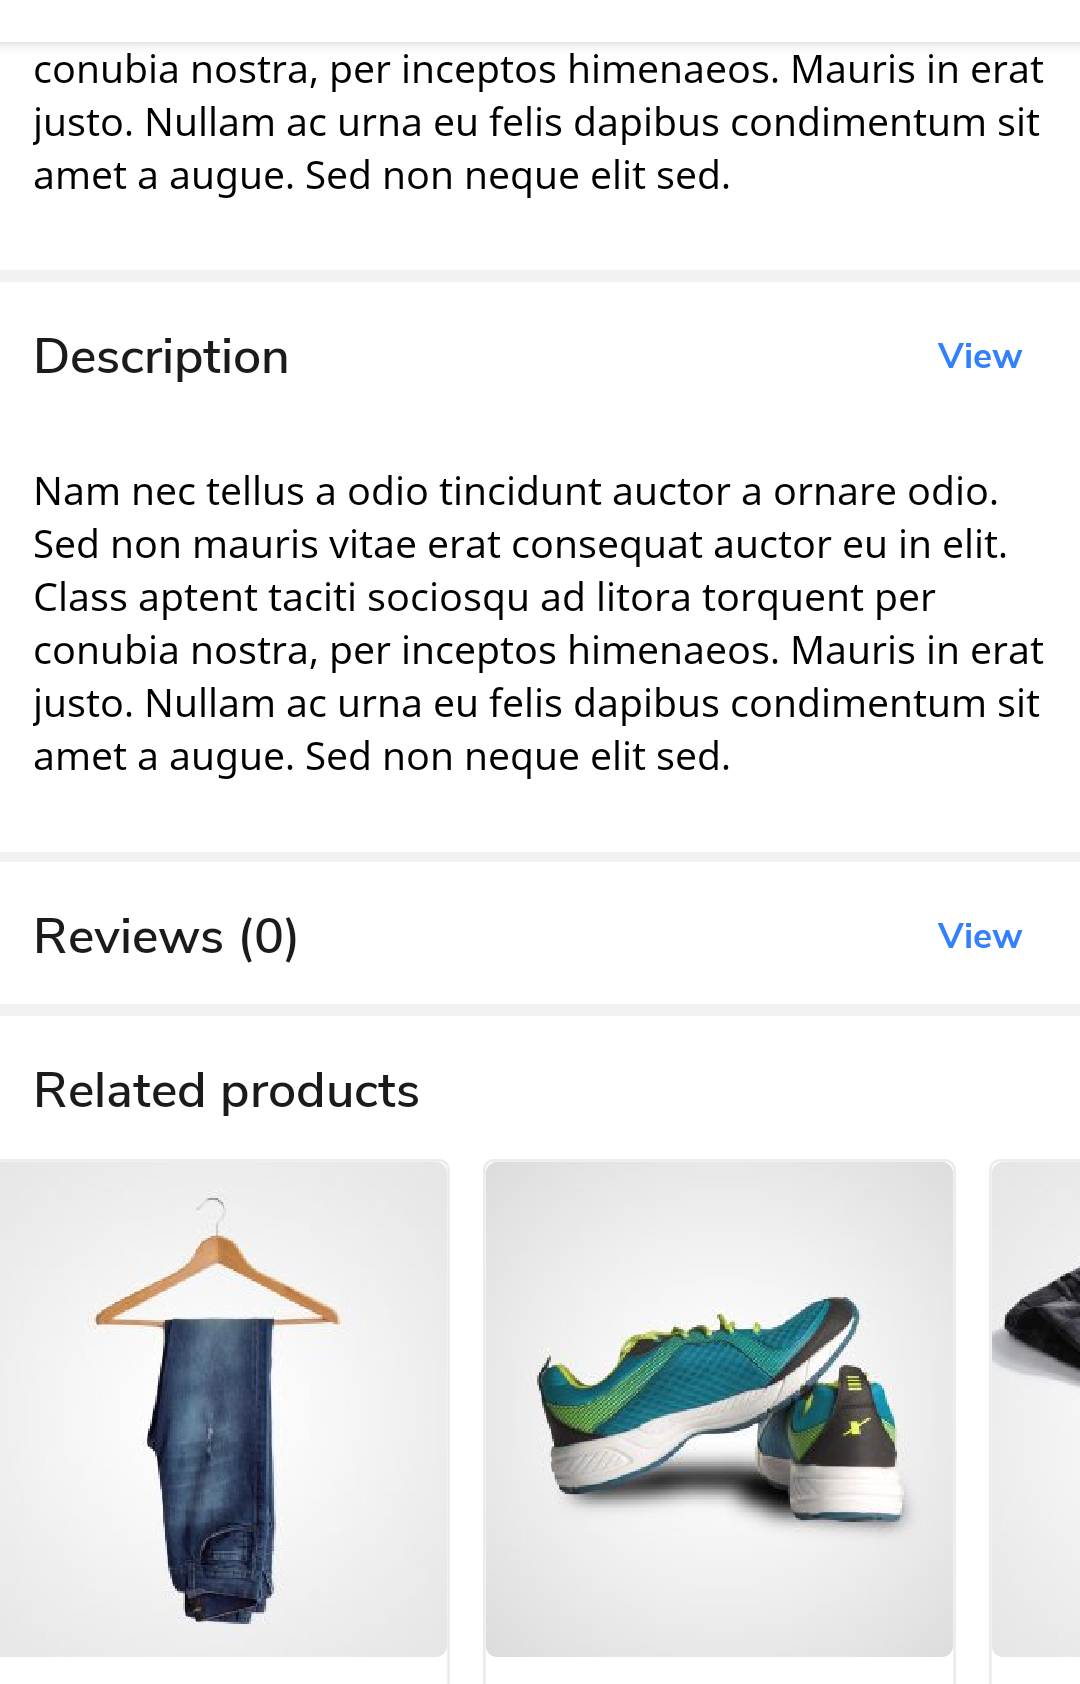 conubia nostra, per inceptos himenaeos. Mauris in erat
justo. Nullam ac urna eu felis dapibus condimentum sit
amet a augue. Sed non neque elit sed.
Description
View
Nam nec tellus a odio tincidunt auctor a ornare odio.
Sed non mauris vitae erat consequat auctor eu in elit.
Class aptent taciti sociosqu ad litora torquent per
conubia nostra, per inceptos himenaeos. Mauris in erat
justo. Nullam ac urna eu felis dapibus condimentum sit
amet a augue. Sed non neque elit sed.
Reviews (0)
View
Related products